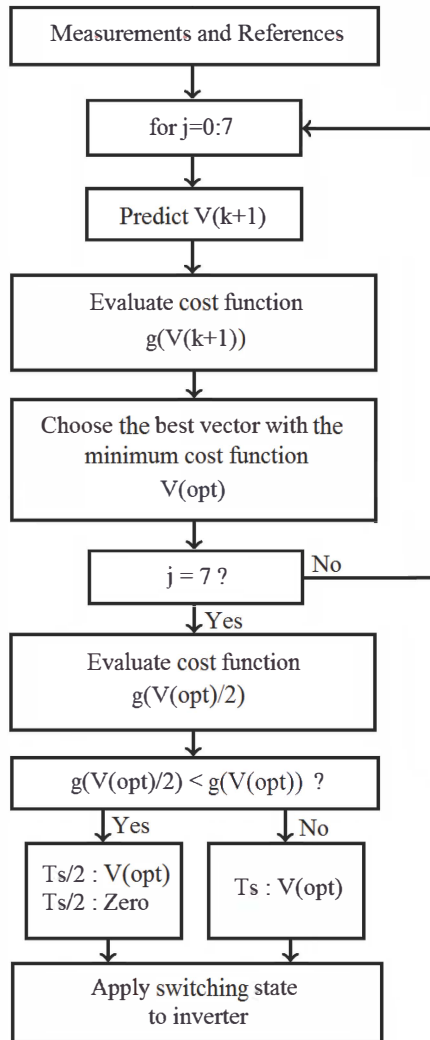 Measurements and References
for j=0:7
Predict V(k+1)
Evaluate cost function
g(V(k+1))
Choose the best vector with the
minimum cost function
V(opt)
j = 7 ?
No
Yes
Evaluate cost function
g(V(opt)/2)
g(V(opt)/2) < g(V(opt)) ?
Yes
No
Ts/2 : V(opt)
Ts/2 : Zero
Ts : V(opt)
Apply switching state
to inverter